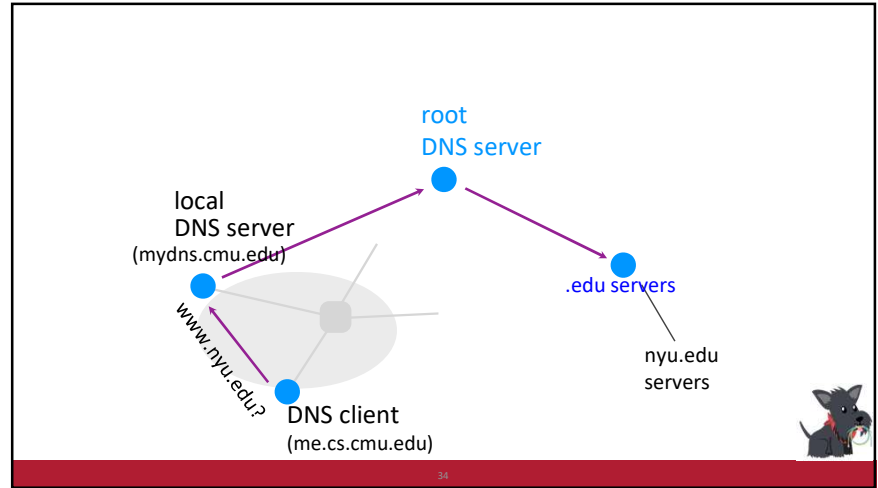 root
DNS server
local
DNS server
(mydns.cmu.edu)
.edu servers
www.nyu.edu?
nyu.edu
servers
DNS client
(me.cs.cmu.edu)
34